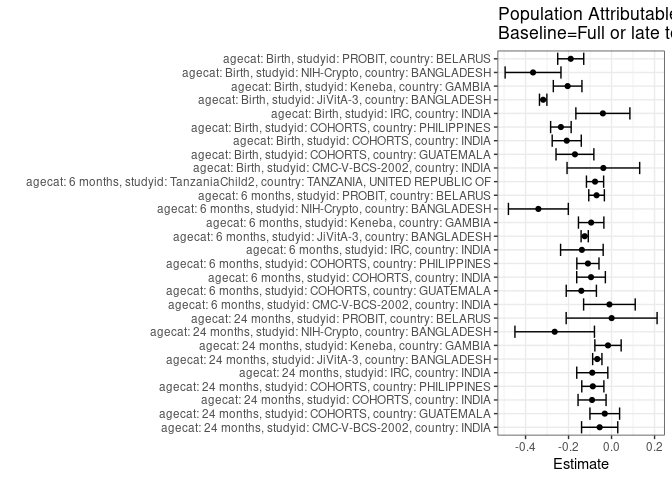 Population Attributable
Baseline=Full or late t
agecat: Birth, studyid: PROBIT, country: BELARUS
agecat: Birth, studyid: NIH-Crypto, country: BANGLADESH
agecat: Birth, studyid: Keneba, country: GAMBIA
agecat: Birth, studyid: JiVitA-3, country: BANGLADESH
agecat: Birth, studyid: IRC, country: INDIA
agecat: Birth, studyid: COHORTS, country: PHILIPPINES
agecat: Birth, studyid: COHORTS, country: INDIA
agecat: Birth, studyid: COHORTS, country: GUATEMALA
agecat: Birth, studyid: CMC-V-BCS-2002, country: INDIA
agecat: 6 months, studyid: TanzaniaChild2, country: TANZANIA, UNITED REPUBLIC OF
agecat: 6 months, studyid: PROBIT, country: BELARUS
agecat: 6 months, studyid: NIH-Crypto, country: BANGLADESH
agecat: 6 months, studyid: Keneba, country: GAMBIA
agecat: 6 months, studyid: JiVitA-3, country: BANGLADESH
agecat: 6 months, studyid: IRC, country: INDIA
agecat: 6 months, studyid: COHORTS, country: PHILIPPINES
agecat: 6 months, studyid: COHORTS, country: INDIA
agecat: 6 months, studyid: COHORTS, country: GUATEMALA
agecat: 6 months, studyid: CMC-V-BCS-2002, country: INDIA
agecat: 24 months, studyid: PROBIT, country: BELARUS
agecat: 24 months, studyid: NIH-Crypto, country: BANGLADESH
agecat: 24 months, studyid: Keneba, country: GAMBIA
agecat: 24 months, studyid: JiVitA-3, country: BANGLADESH
agecat: 24 months, studyid: IRC, country: INDIA
agecat: 24 months, studyid: COHORTS, country: PHILIPPINES
agecat: 24 months, studyid: COHORTS, country: INDIA
agecat: 24 months, studyid: COHORTS, country: GUATEMALA
agecat: 24 months, studyid: CMC-V-BCS-2002, country: INDIA
-0.4 -0.2 0.0 0.2
Estimate